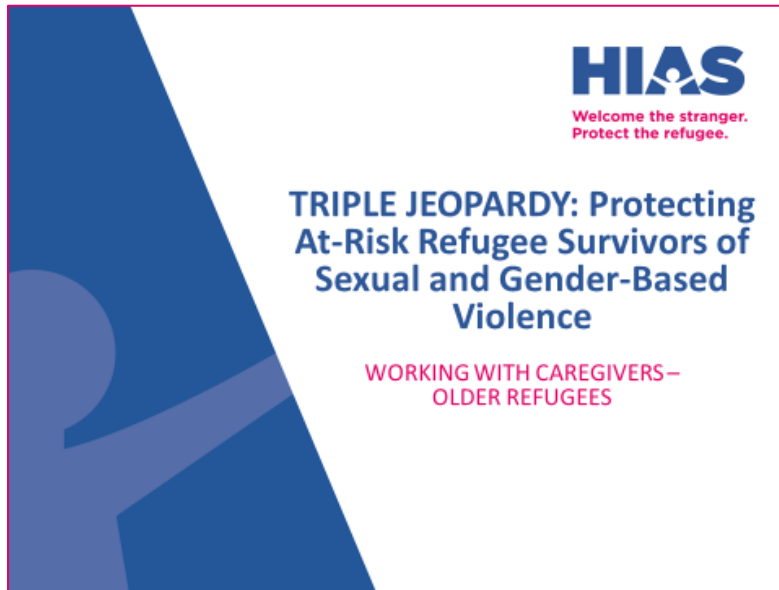 HIAS
Welcome the stranger.
Protect the refugee.
TRIPLE JEOPARDY: Protecting
At-Risk Refugee Survivors of
Sexual and Gender-Based
Violence
WORKING WITH CAREGIVERS –
OLDER REFUGEES